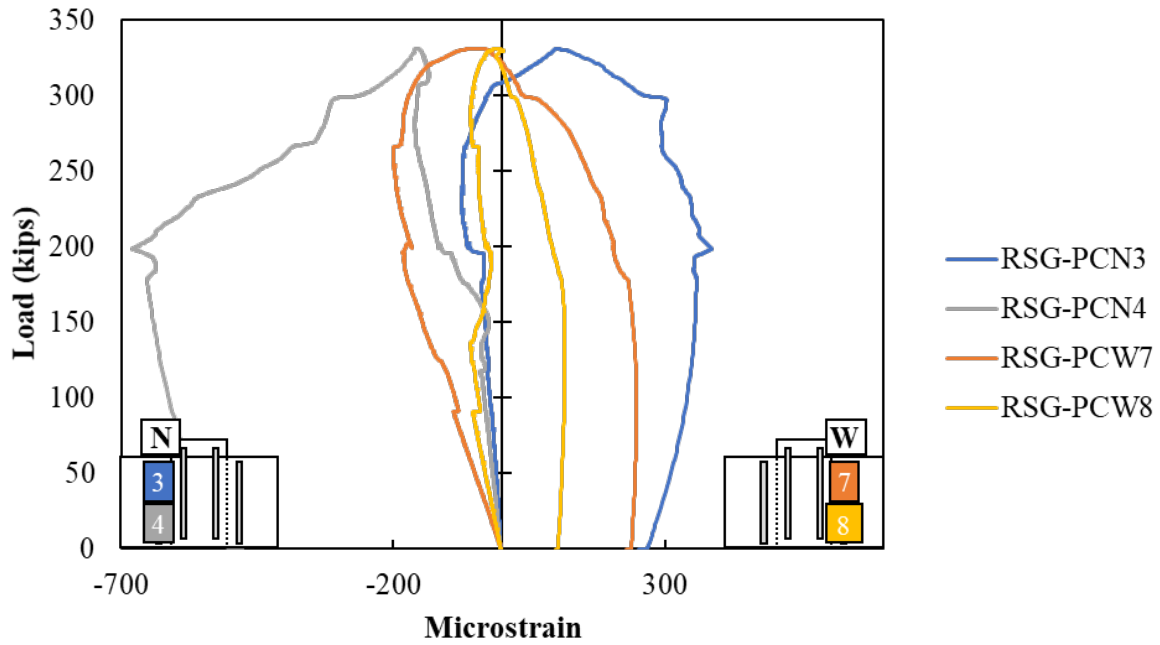 350
300
250
200
150
100
50
0
Load (kips)
-700
-200
300
Microstrain
N
3
4
W
7
8
RSG-PCN3
RSG-PCN4
RSG-PCW7
RSG-PCW8